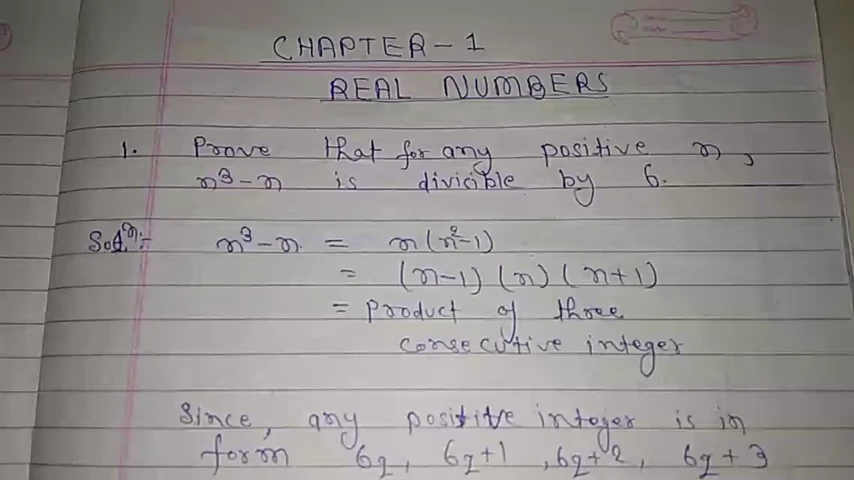 CHAPTER - 1
REAL NUMBERS
1. Prove that for any positive n,
n³-n is divicible by 6.
Solⁿ:- n³-n = n(n²-1)
= (n-1) (n) (n+1)
= Product of three
consecutive integer
Since, any positive integer is in
form 6q, 6q+1, 6q+2, 6q+3